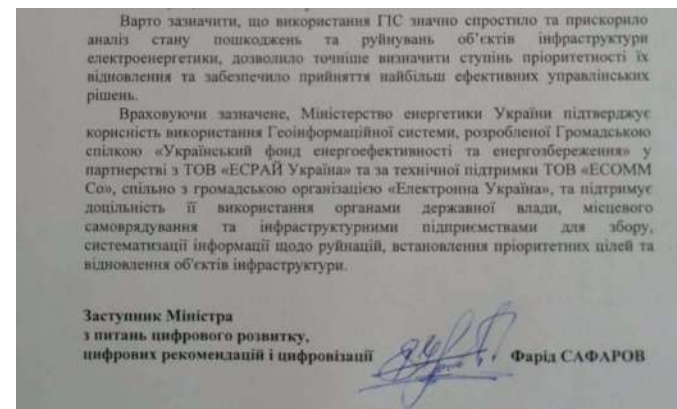 Варто зазначити, що використання ГІС значно спростило та прискорило
аналіз стану пошкоджень та руйнувань об’єктів інфраструктури
електроенергетики, дозволило точніше визначити ступінь пріоритетності їх
відновлення та забезпечило прийняття найбільш ефективних управлінських
рішень.
Враховуючи зазначене, Міністерство енергетики України підтверджує
корисність використання Геоінформаційної системи, розробленої Громадською
спілкою «Український фонд енергоефективності та енергозбереження» у
партнерстві з ТОВ «ЕСРАЙ Україна» та за технічної підтримки ТОВ «ECOMM
Co», спільно з громадською організацією «Електронна Україна», та підтримує
доцільність її використання органами державної влади, місцевого
самоврядування та інфраструктурними підприємствами для збору,
систематизації інформації щодо руйнацій, встановлення пріоритетних цілей та
відновлення об'єктів інфраструктури.
Заступник Міністра
з питань цифрового розвитку,
цифрових рекомендацій і цифровізації Фарід САФАРОВ